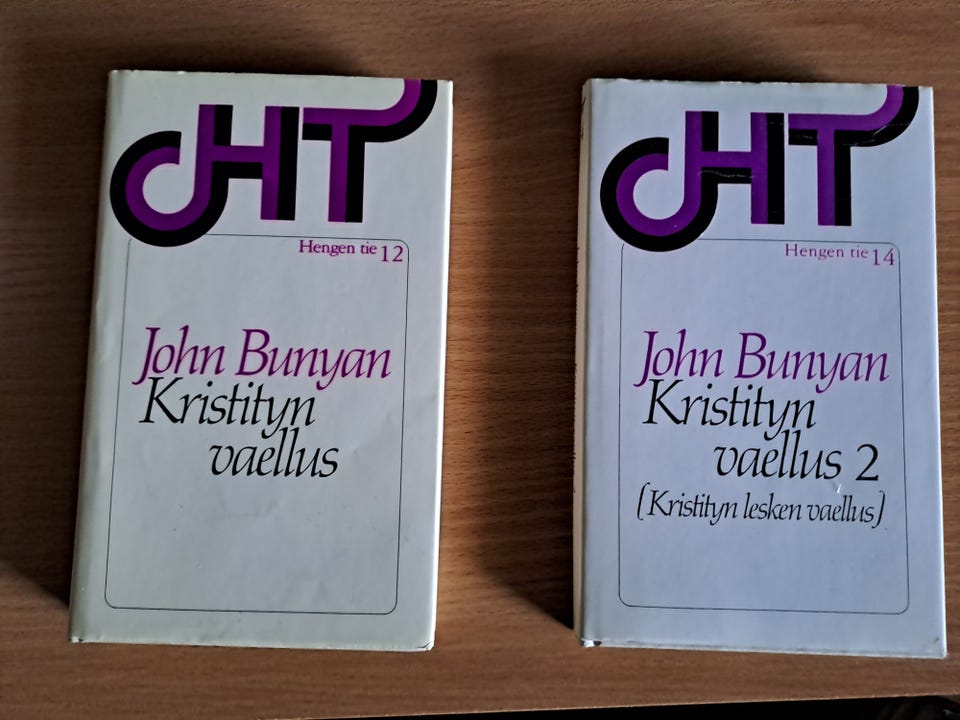 HT
Hengen tie 12
John Bunyan
Kristityn
vaellus
HT
Hengen tie 14
John Bunyan
Kristityn
vaellus 2
(Kristityn lesken vaellus)